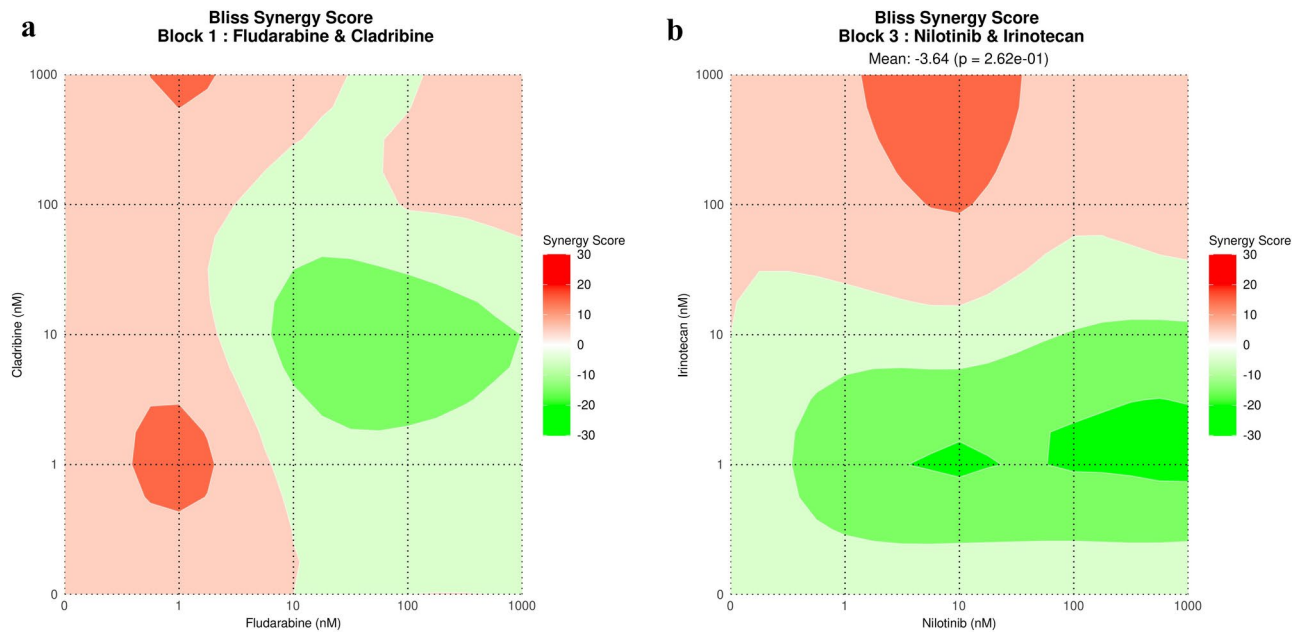 a
Bliss Synergy Score
Block 1 : Fludarabine & Cladribine
1000
100
10
1
0
Cladribine (nM)
0 1 10 100 1000
Fludarabine (nM)
Synergy Score
30
20
10
0
-10
-20
-30
b
Bliss Synergy Score
Block 3 : Nilotinib & Irinotecan
Mean: -3.64 (p = 2.62e-01)
1000
100
10
1
0
Irinotecan (nM)
0 1 10 100 1000
Nilotinib (nM)
Synergy Score
30
20
10
0
-10
-20
-30